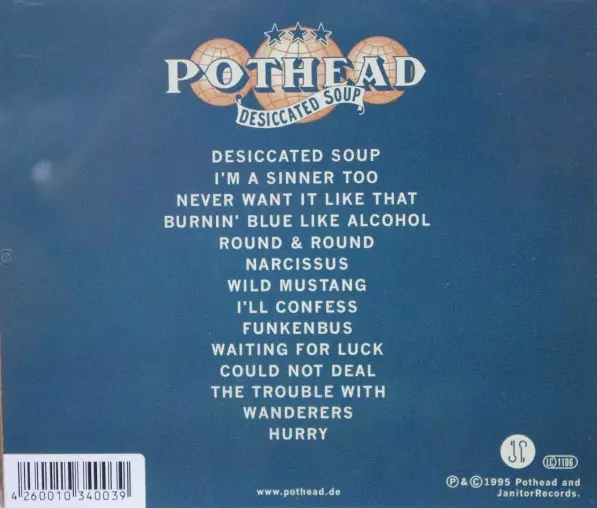 POTHEAD
DESICCATED SOUP
DESICCATED SOUP
I'M A SINNER TOO
NEVER WANT IT LIKE THAT
BURNIN' BLUE LIKE ALCOHOL
ROUND & ROUND
NARCISSUS
WILD MUSTANG
I'LL CONFESS
FUNKENBUS
WAITING FOR LUCK
COULD NOT DEAL
THE TROUBLE WITH
WANDERERS
HURRY
LC 1186
4 260010 340039
www.pothead.de
Ⓟ & © 1995 Pothead and
JanitorRecords.